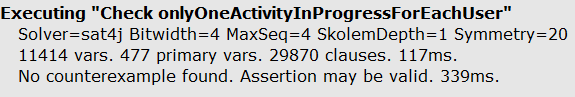 Executing "Check onlyOneActivityInProgressForEachUser"
Solver=sat4j Bitwidth=4 MaxSeq=4 SkolemDepth=1 Symmetry=20
11414 vars. 477 primary vars. 29870 clauses. 117ms.
No counterexample found. Assertion may be valid. 339ms.